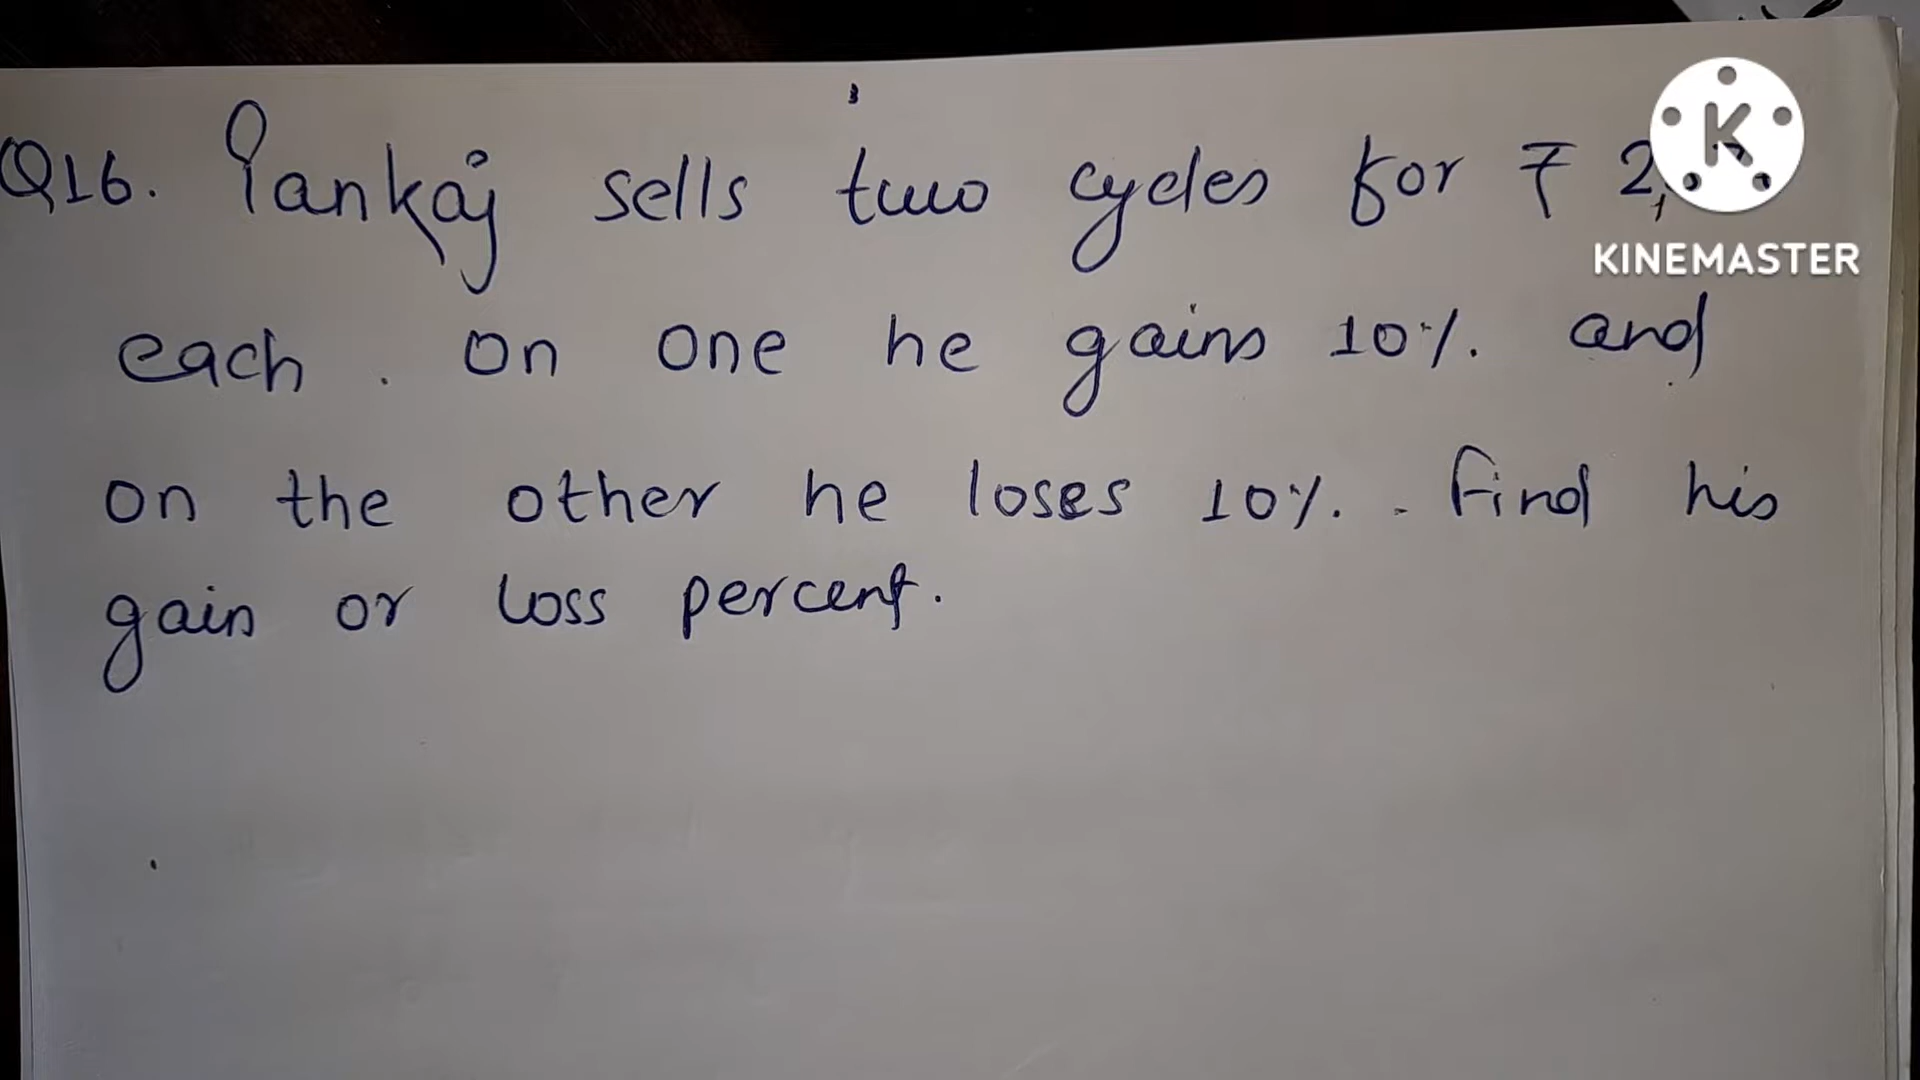 Q16. Pankaj sells two cycles for ₹ 2,
KINEMASTER
each. On one he gains 10%. and
on the other he loses 10%. Find his
gain or loss percent.